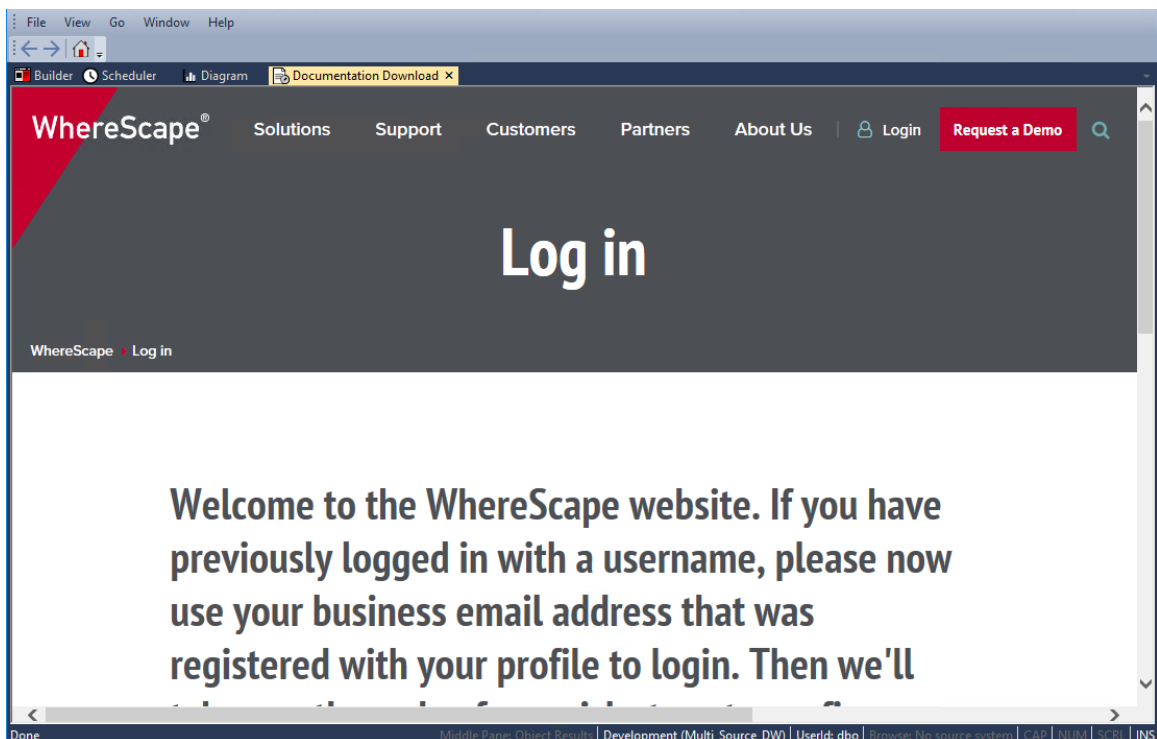 File View Go Window Help
Builder Scheduler Diagram Documentation Download ×
WhereScape® Solutions Support Customers Partners About Us Login Request a Demo
Log in
WhereScape Log in
Welcome to the WhereScape website. If you have
previously logged in with a username, please now
use your business email address that was
registered with your profile to login. Then we'll
Done Middle Pane: Object Results Development (Multi_Source_DW) UserId: dbo Browse: No source system CAP NUM SCRL INS